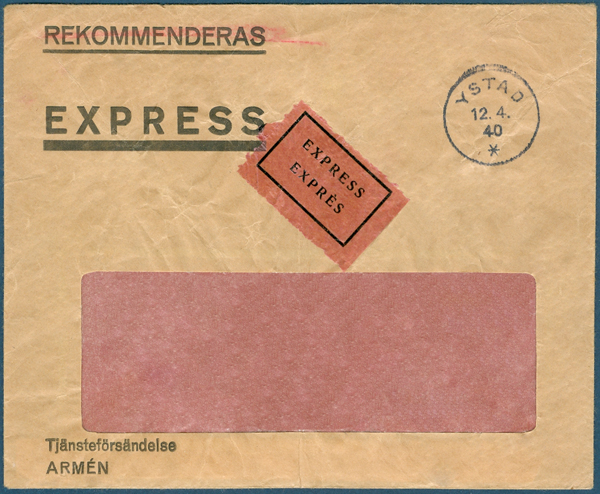 REKOMMENDERAS
EXPRESS
EXPRESS
EXPRÈS
YSTAD
12.4.
40
*
Tjänsteförsändelse
ARMÉN